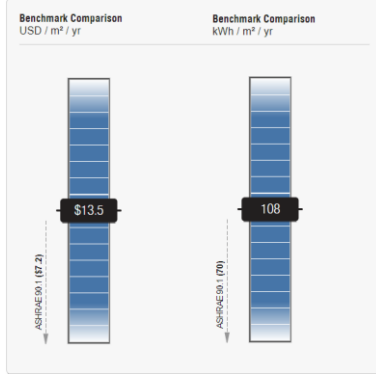 Benchmark Comparison
USD / m² / yr
$13.5
ASHRAE 90.1 ($7.2)
Benchmark Comparison
kWh / m² / yr
108
ASHRAE 90.1 (70)